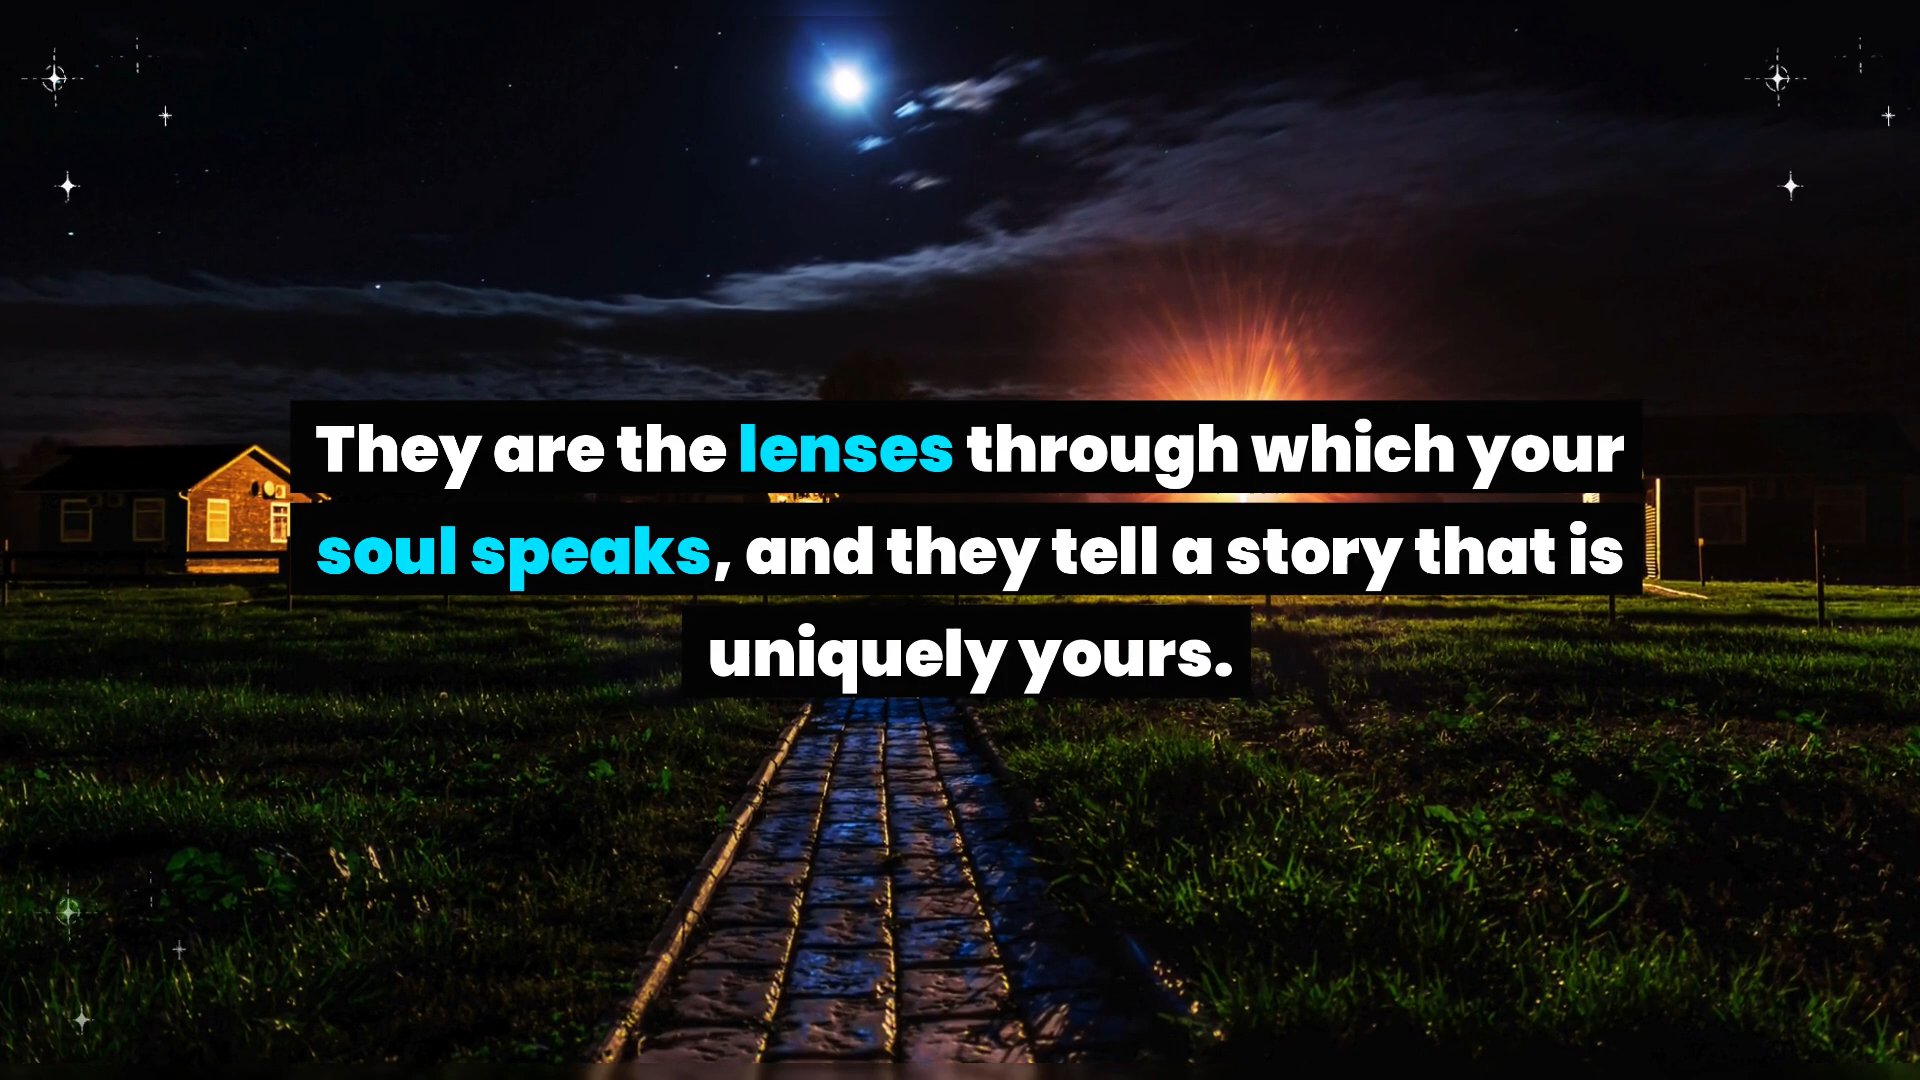 They are the lenses through which your
soul speaks, and they tell a story that is
uniquely yours.